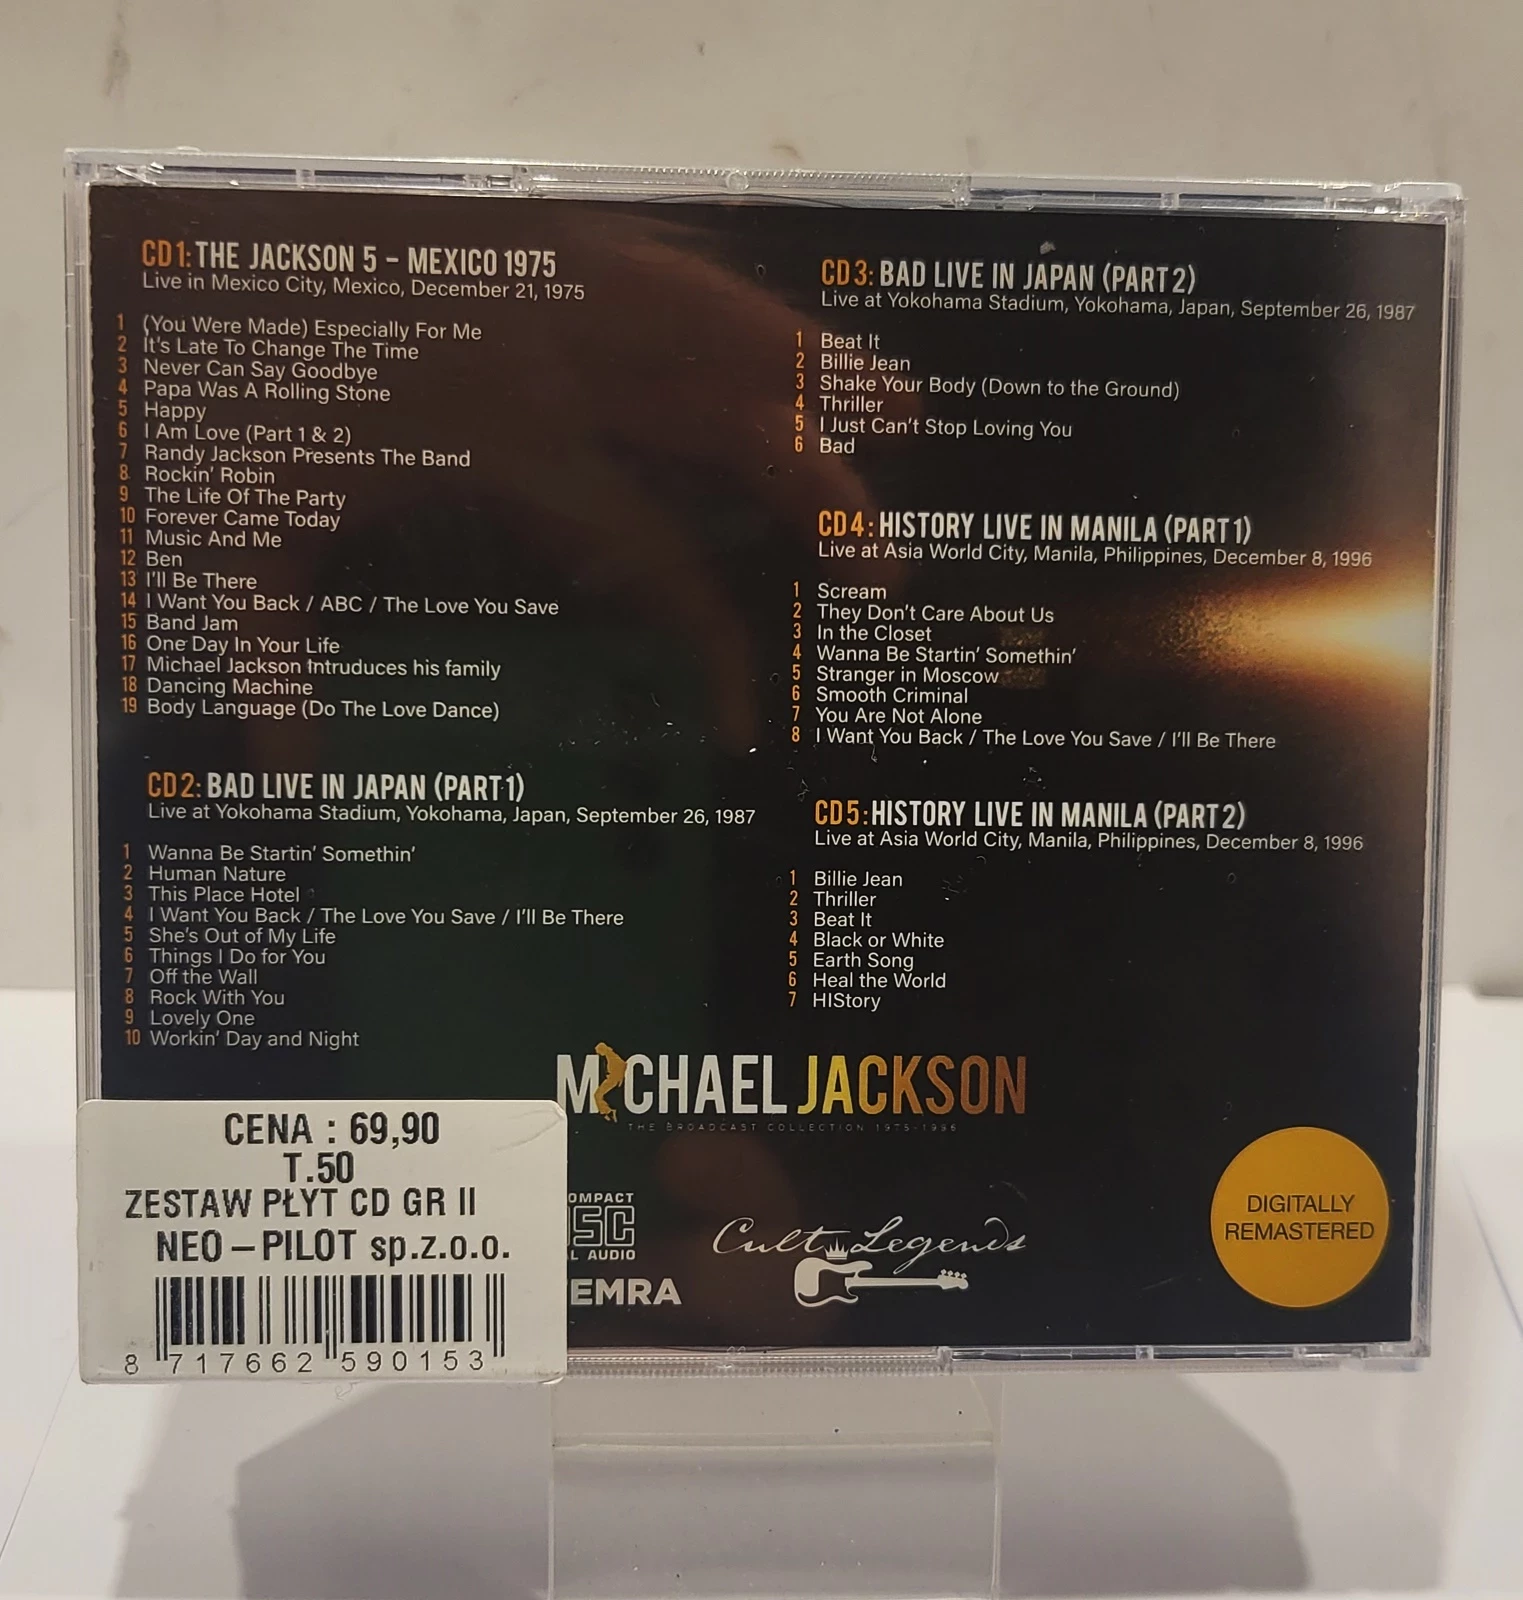 CD1: THE JACKSON 5 – MEXICO 1975
Live in Mexico City, Mexico, December 21, 1975
1 (You Were Made) Especially For Me
2 It's Late To Change The Time
3 Never Can Say Goodbye
4 Papa Was A Rolling Stone
5 Happy
6 I Am Love (Part 1 & 2)
7 Randy Jackson Presents The Band
8 Rockin' Robin
9 The Life Of The Party
10 Forever Came Today
11 Music And Me
12 Ben
13 I'll Be There
14 I Want You Back / ABC / The Love You Save
15 Band Jam
16 One Day In Your Life
17 Michael Jackson Intruduces his family
18 Dancing Machine
19 Body Language (Do The Love Dance)
CD2: BAD LIVE IN JAPAN (PART 1)
Live at Yokohama Stadium, Yokohama, Japan, September 26, 1987
1 Wanna Be Startin' Somethin'
2 Human Nature
3 This Place Hotel
4 I Want You Back / The Love You Save / I'll Be There
5 She's Out of My Life
6 Things I Do for You
7 Off the Wall
8 Rock With You
9 Lovely One
10 Workin' Day and Night
CD3: BAD LIVE IN JAPAN (PART 2)
Live at Yokohama Stadium, Yokohama, Japan, September 26, 1987
1 Beat It
2 Billie Jean
3 Shake Your Body (Down to the Ground)
4 Thriller
5 I Just Can't Stop Loving You
6 Bad
CD4: HISTORY LIVE IN MANILA (PART 1)
Live at Asia World City, Manila, Philippines, December 8, 1996
1 Scream
2 They Don't Care About Us
3 In the Closet
4 Wanna Be Startin' Somethin'
5 Stranger in Moscow
6 Smooth Criminal
7 You Are Not Alone
8 I Want You Back / The Love You Save / I'll Be There
CD5: HISTORY LIVE IN MANILA (PART 2)
Live at Asia World City, Manila, Philippines, December 8, 1996
1 Billie Jean
2 Thriller
3 Beat It
4 Black or White
5 Earth Song
6 Heal the World
7 HIStory
MICHAEL JACKSON
THE BROADCAST COLLECTION 1975-1996
CENA : 69,90
T.50
ZESTAW PŁYT CD GR II
NEO – PILOT sp.z.o.o.
8 717662 590153
OMPACT
ISC
L AUDIO
EMRA
Cult Legends
DIGITALLY
REMASTERED